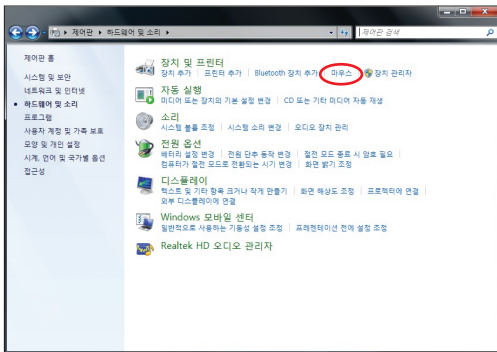 제어판 ▸ 하드웨어 및 소리 ▸
제어판 검색
제어판 홈
시스템 및 보안
네트워크 및 인터넷
• 하드웨어 및 소리
프로그램
사용자 계정 및 가족 보호
모양 및 개인 설정
시계, 언어 및 국가별 옵션
접근성
장치 및 프린터
장치 추가 | 프린터 추가 | Bluetooth 장치 추가 | 마우스 | 장치 관리자
자동 실행
미디어 또는 장치의 기본 설정 변경 | CD 또는 기타 미디어 자동 재생
소리
시스템 볼륨 조정 | 시스템 소리 변경 | 오디오 장치 관리
전원 옵션
배터리 설정 변경 | 전원 단추 동작 변경 | 절전 모드 종료 시 암호 필요 |
컴퓨터가 절전 모드로 전환되는 시기 변경 | 화면 밝기 조정
디스플레이
텍스트 및 기타 항목 크거나 작게 만들기 | 화면 해상도 조정 | 프로젝터에 연결 |
외부 디스플레이에 연결
Windows 모바일 센터
일반적으로 사용하는 기동성 설정 조정 | 프레젠테이션 전에 설정 조정
Realtek HD 오디오 관리자